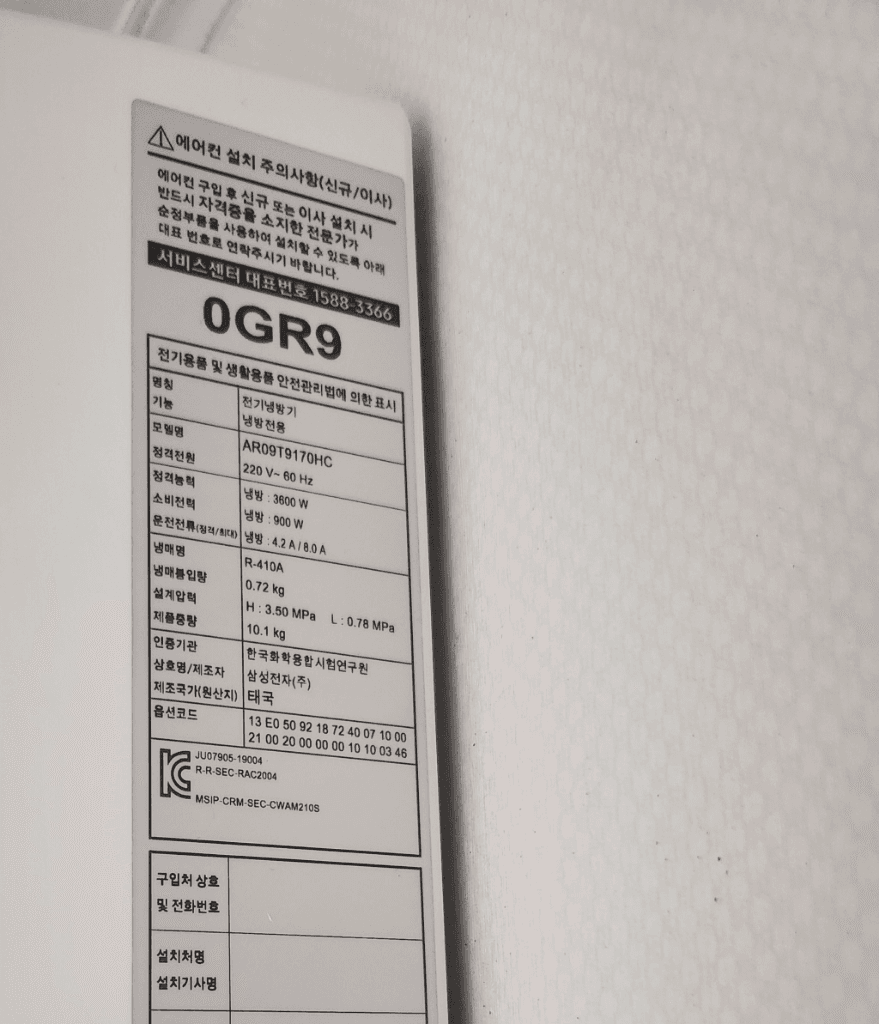 에어컨 설치 주의사항(신규/이사)
에어컨 구입 후 신규 또는 이사 설치 시
반드시 자격증을 소지한 전문가가
순정부품을 사용하여 설치할 수 있도록 아래
대표 번호로 연락주시기 바랍니다.
서비스센터 대표번호 1588-3366
0GR9
전기용품 및 생활용품 안전관리법에 의한 표시
명칭 전기냉방기
기능 냉방전용
모델명 AR09T9170HC
정격전원 220 V~ 60 Hz
정격능력 냉방 : 3600 W
소비전력 냉방 : 900 W
운전전류(정격/최대) 냉방 : 4.2 A / 8.0 A
냉매명 R-410A
냉매봉입량 0.72 kg
설계압력 H : 3.50 MPa L : 0.78 MPa
제품중량 10.1 kg
인증기관 한국화학융합시험연구원
상호명/제조자 삼성전자(주)
제조국가(원산지) 태국
옵션코드 13 E0 50 92 18 72 40 07 10 00
21 00 20 00 00 00 10 10 03 46
JU07905-19004
R-R-SEC-RAC2004
MSIP-CRM-SEC-CWAM210S
구입처 상호
및 전화번호
설치처명
설치기사명